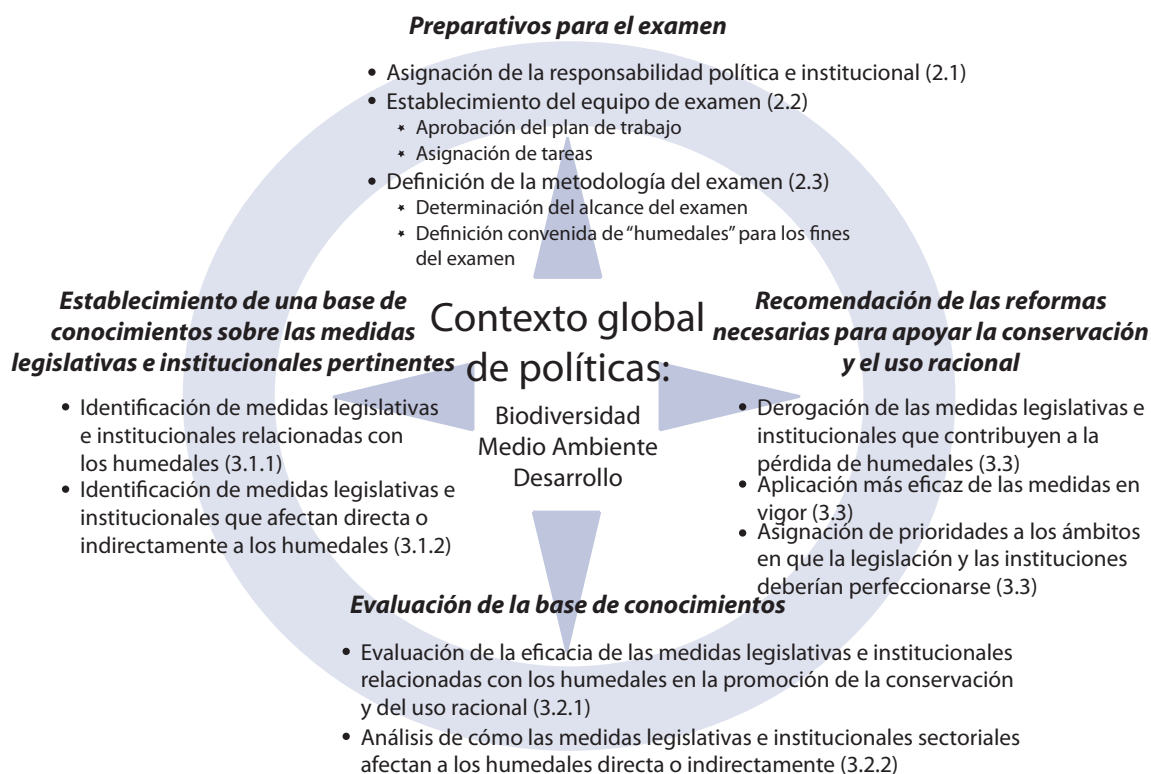 Preparativos para el examen
• Asignación de la responsabilidad política e institucional (2.1)
• Establecimiento del equipo de examen (2.2)
* Aprobación del plan de trabajo
* Asignación de tareas
• Definición de la metodología del examen (2.3)
* Determinación del alcance del examen
* Definición convenida de “humedales” para los fines
del examen
Establecimiento de una base de
conocimientos sobre las medidas
legislativas e institucionales pertinentes
• Identificación de medidas legislativas
e institucionales relacionadas con
los humedales (3.1.1)
• Identificación de medidas legislativas e
institucionales que afectan directa o
indirectamente a los humedales (3.1.2)
Contexto global
de políticas:
Biodiversidad
Medio Ambiente
Desarrollo
Recomendación de las reformas
necesarias para apoyar la conservación
y el uso racional
• Derogación de las medidas legislativas e
institucionales que contribuyen a la
pérdida de humedales (3.3)
• Aplicación más eficaz de las medidas en
vigor (3.3)
• Asignación de prioridades a los ámbitos
en que la legislación y las instituciones
deberían perfeccionarse (3.3)
Evaluación de la base de conocimientos
• Evaluación de la eficacia de las medidas legislativas e institucionales
relacionadas con los humedales en la promoción de la conservación
y del uso racional (3.2.1)
• Análisis de cómo las medidas legislativas e institucionales sectoriales
afectan a los humedales directa o indirectamente (3.2.2)